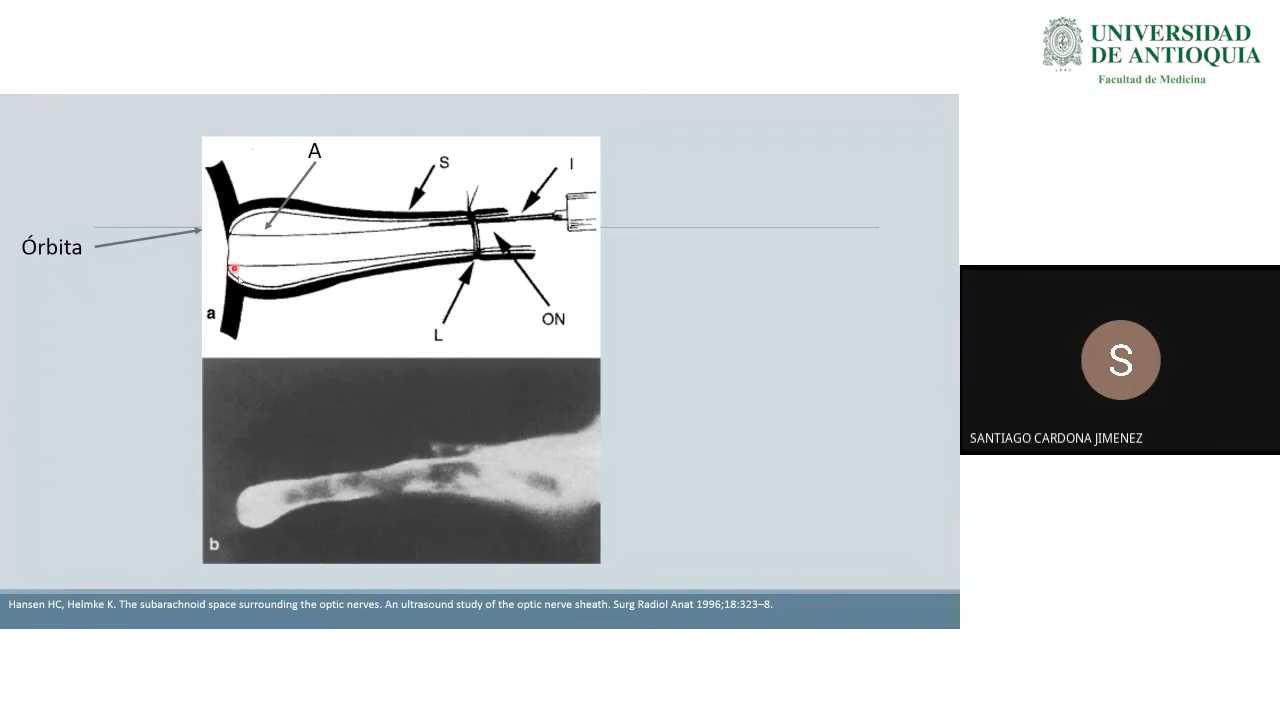 UNIVERSIDAD
DE ANTIOQUIA
1803
Facultad de Medicina
A
S
I
Órbita
a
L
ON
b
S
SANTIAGO CARDONA JIMENEZ
Hansen HC, Helmke K. The subarachnoid space surrounding the optic nerves. An ultrasound study of the optic nerve sheath. Surg Radiol Anat 1996;18:323–8.